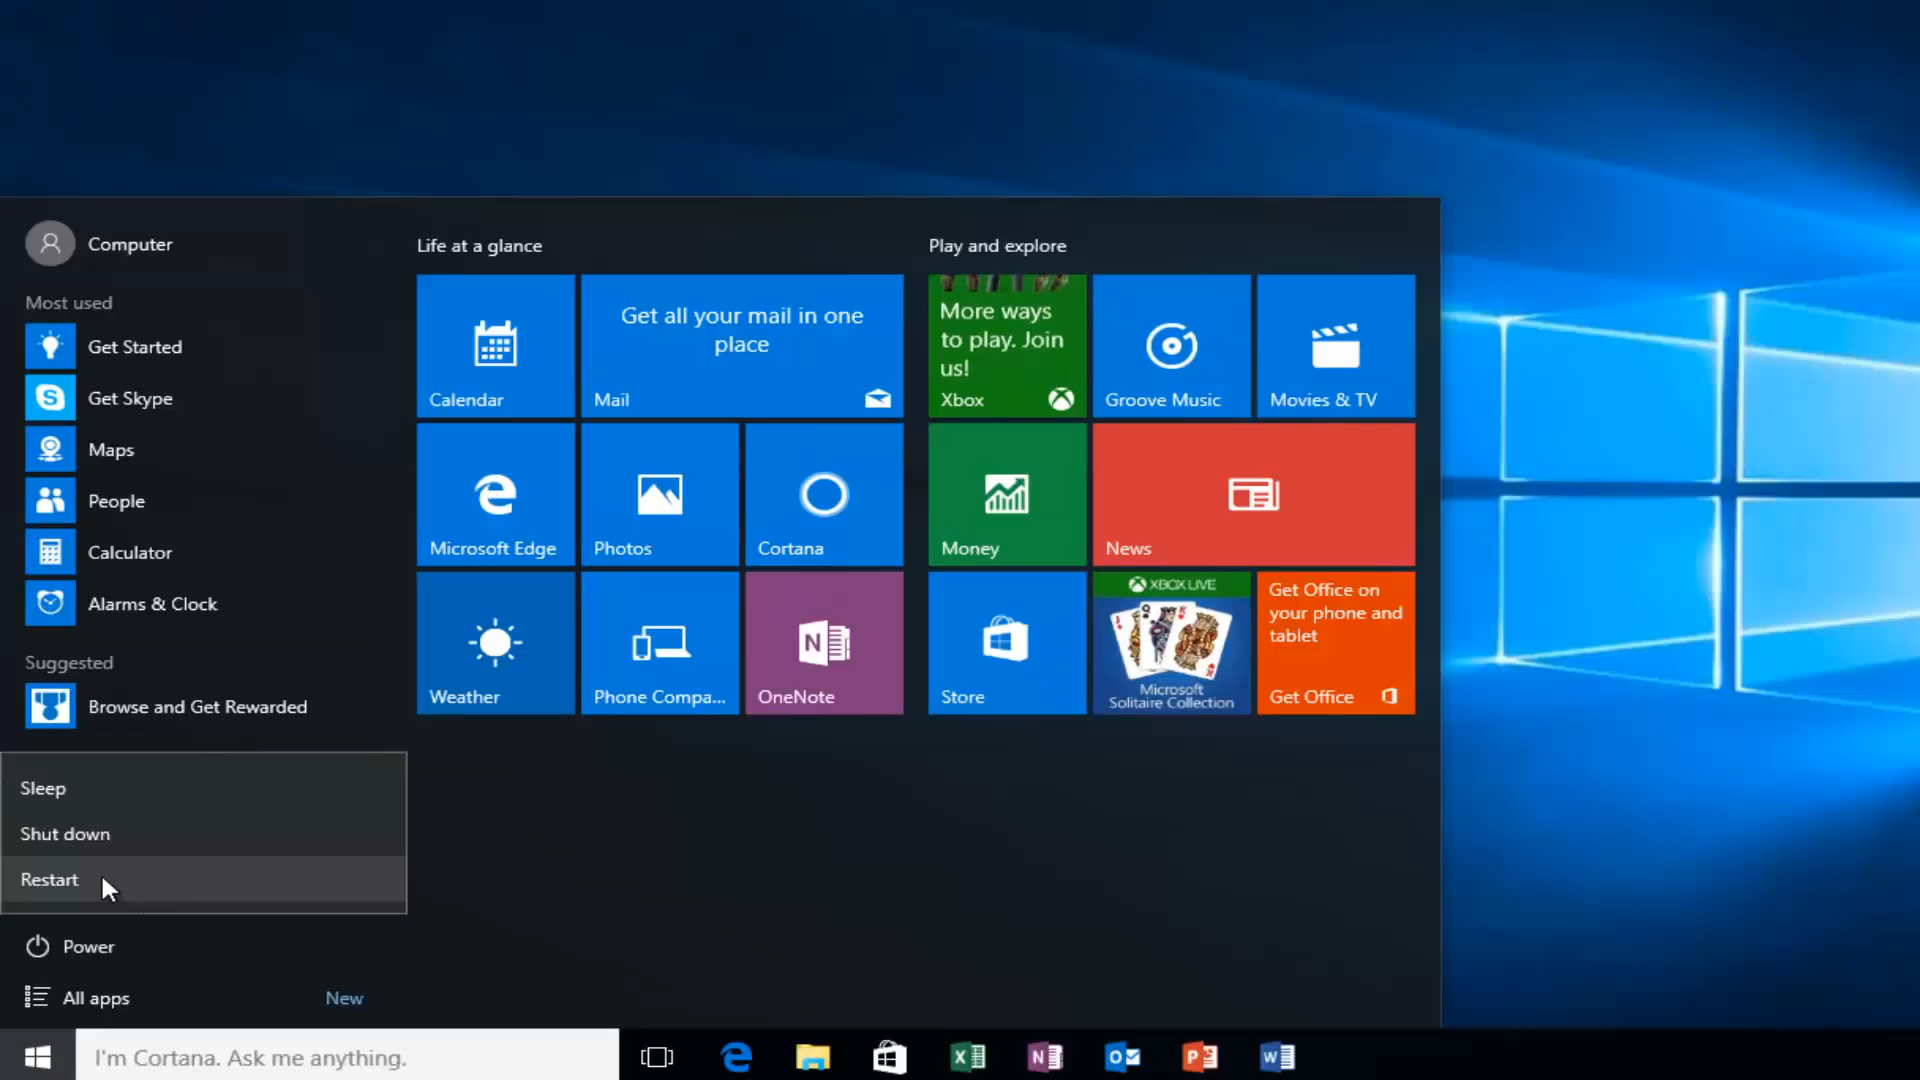 Computer
Most used
Get Started
Get Skype
Maps
People
Calculator
Alarms & Clock
Suggested
Browse and Get Rewarded
Sleep
Shut down
Restart
Power
All apps
New
Life at a glance
Calendar
Get all your mail in one
place
Mail
Microsoft Edge
Photos
Cortana
Weather
Phone Compa...
OneNote
Play and explore
More ways
to play. Join
us!
Xbox
Groove Music
Movies & TV
Money
News
Store
XBOX LIVE
Microsoft
Solitaire Collection
Get Office on
your phone and
tablet
Get Office
I'm Cortana. Ask me anything.